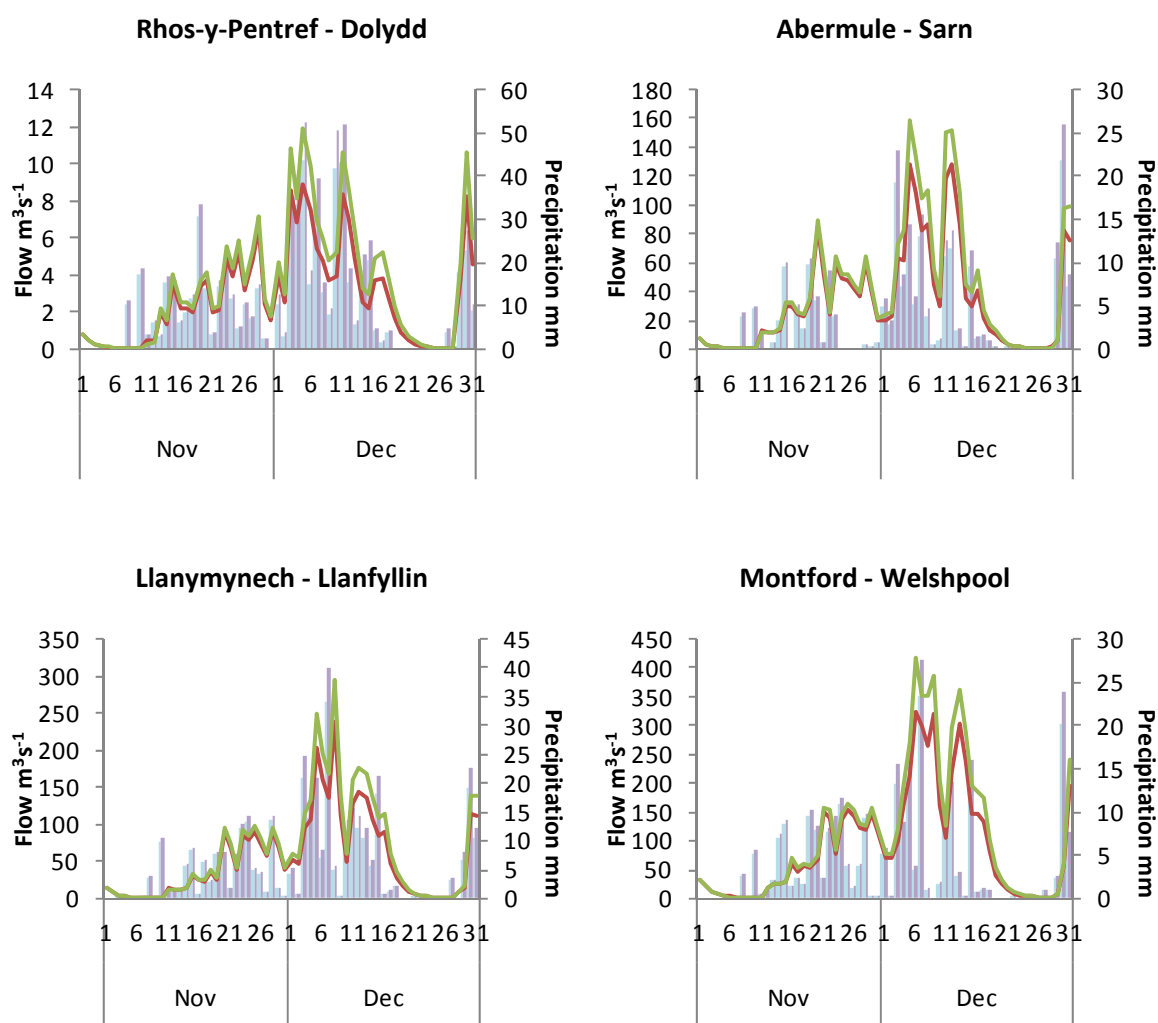 Rhos-y-Pentref - Dolydd
14 12 10 8 6 4 2 0
Flow m³s⁻¹
60 50 40 30 20 10 0
Precipitation mm
1 6 11 16 21 26 1 6 11 16 21 26 31
Nov Dec
Abermule - Sarn
180 160 140 120 100 80 60 40 20 0
Flow m³s⁻¹
30 25 20 15 10 5 0
Precipitation mm
1 6 11 16 21 26 1 6 11 16 21 26 31
Nov Dec
Llanymynech - Llanfyllin
350 300 250 200 150 100 50 0
Flow m³s⁻¹
45 40 35 30 25 20 15 10 5 0
Precipitation mm
1 6 11 16 21 26 1 6 11 16 21 26 31
Nov Dec
Montford - Welshpool
450 400 350 300 250 200 150 100 50 0
Flow m³s⁻¹
30 25 20 15 10 5 0
Precipitation mm
1 6 11 16 21 26 1 6 11 16 21 26 31
Nov Dec